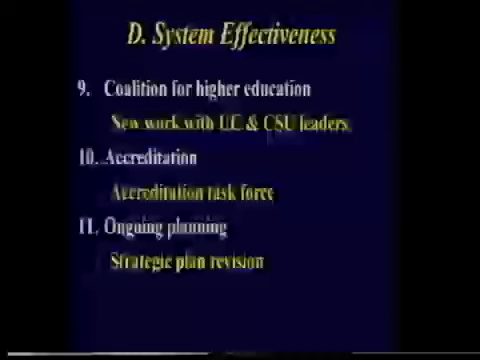 D. System Effectiveness
9. Coalition for higher education
New work with UC & CSU leaders
10. Accreditation
Accreditation task force
11. Ongoing planning
Strategic plan revision